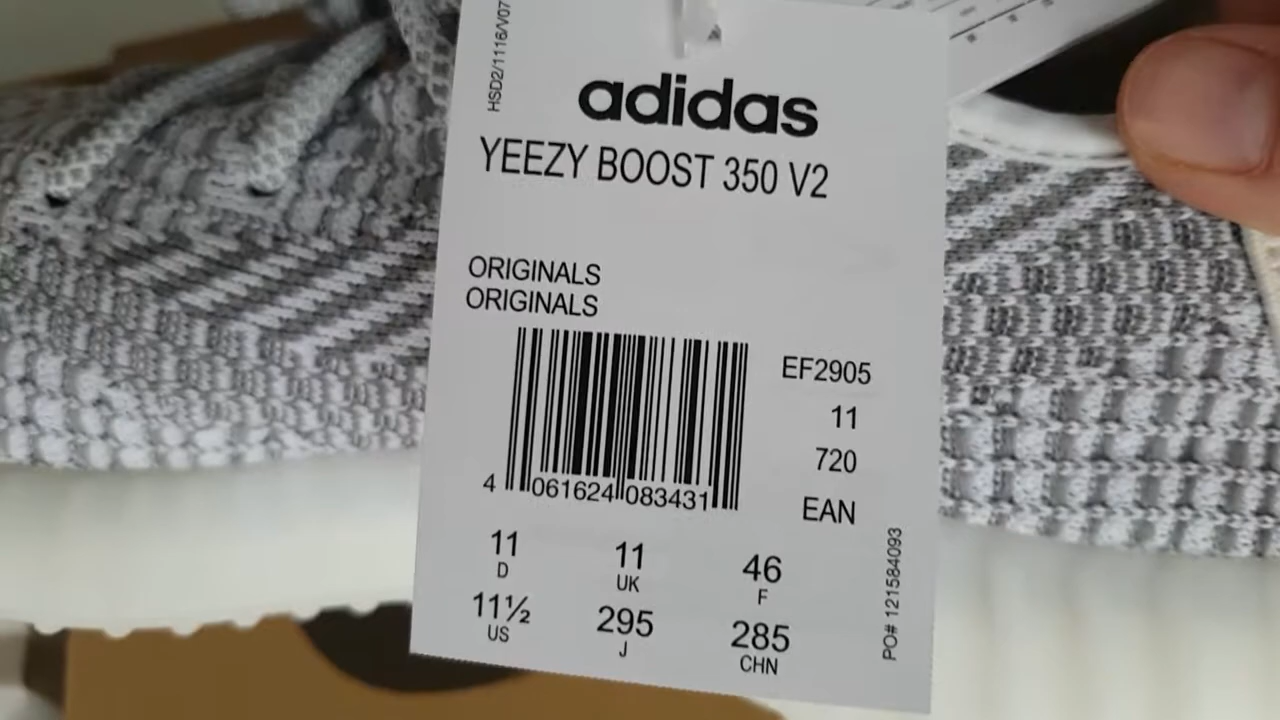 HSD2/1116/V07
adidas
YEEZY BOOST 350 V2
ORIGINALS
ORIGINALS
EF2905
11
720
EAN
4 061624 083431
11 11 46
D UK F
11½ 295 285
US J CHN
PO# 121584093